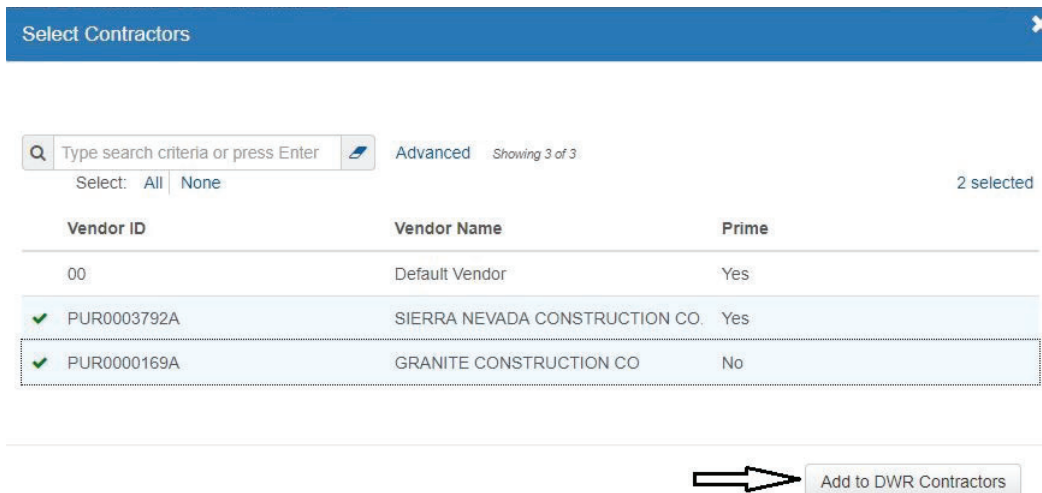 Select Contractors
Type search criteria or press Enter Advanced Showing 3 of 3
Select: All None 2 selected
Vendor ID Vendor Name Prime
00 Default Vendor Yes
PUR0003792A SIERRA NEVADA CONSTRUCTION CO. Yes
PUR0000169A GRANITE CONSTRUCTION CO No
Add to DWR Contractors